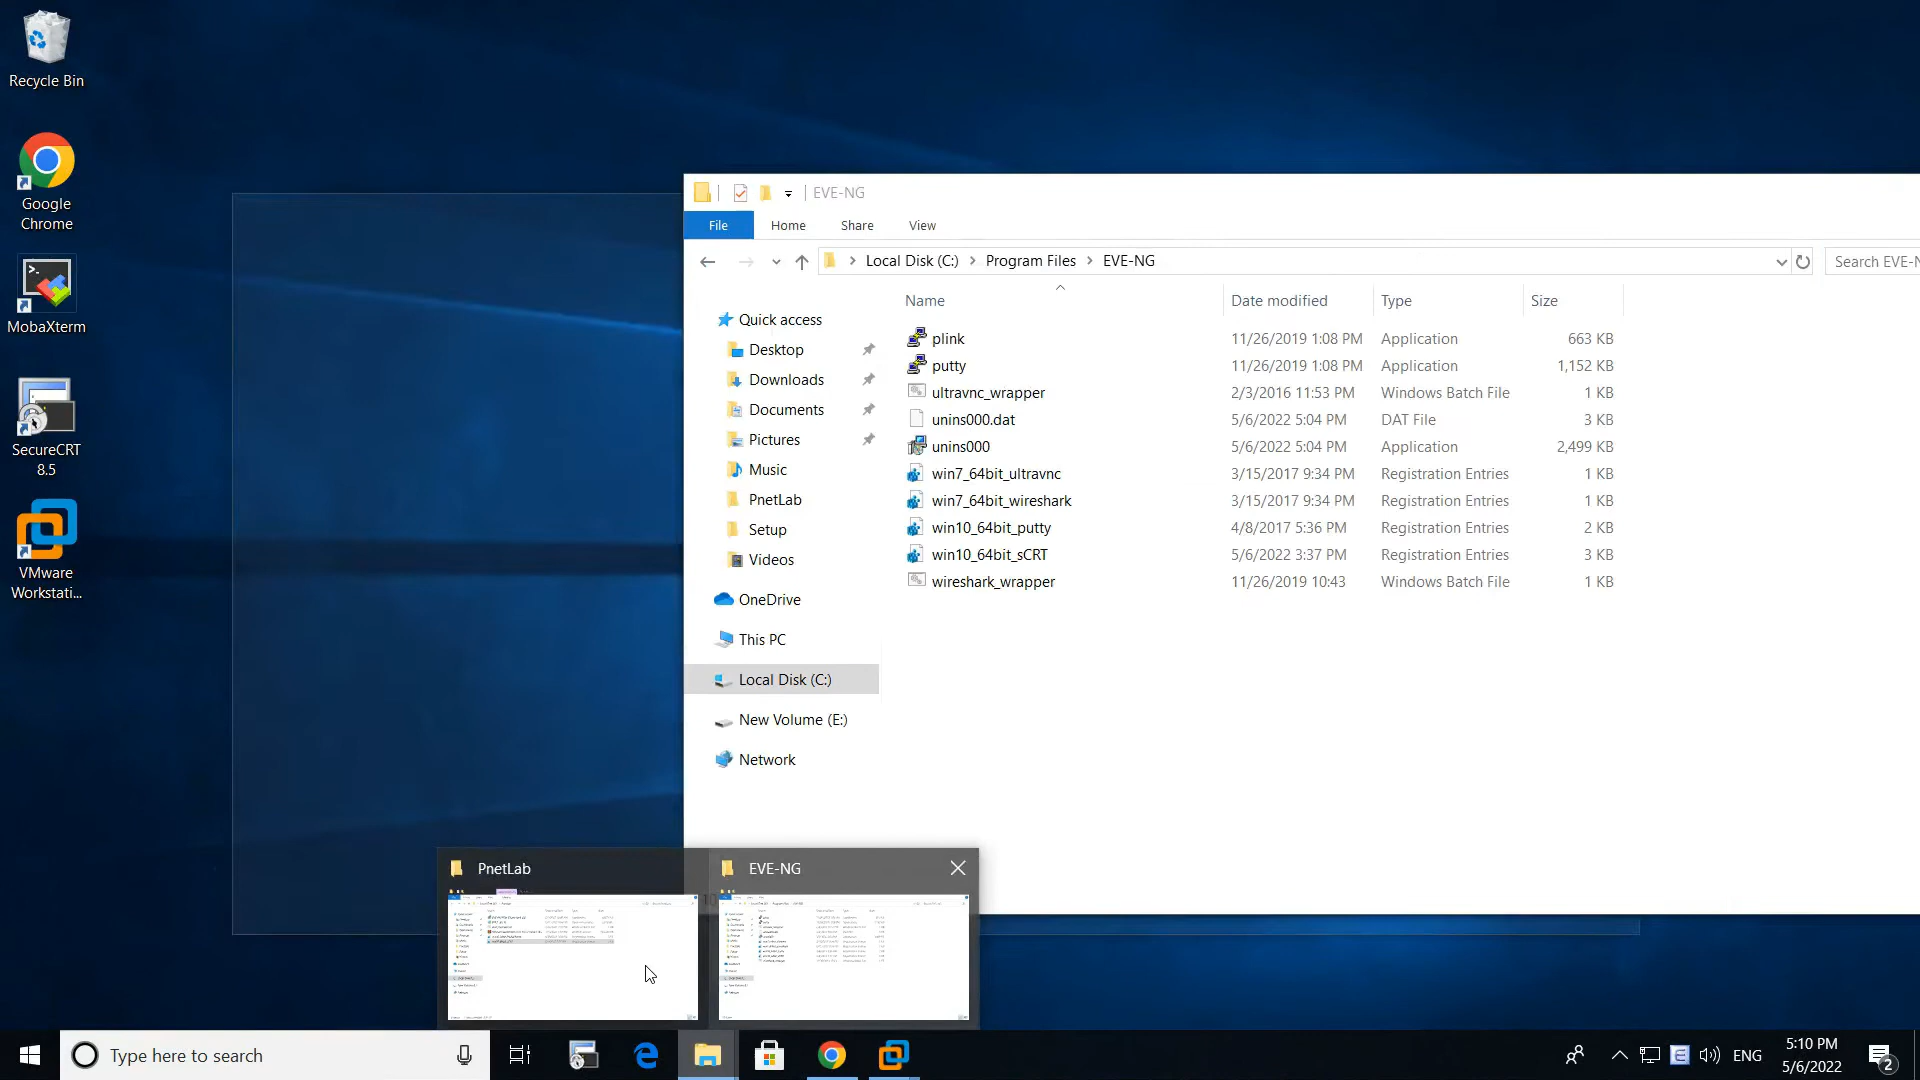 Recycle Bin
Google
Chrome
MobaXterm
SecureCRT
8.5
VMware
Workstati...
EVE-NG
File
Home
Share
View
Local Disk (C:)
Program Files
EVE-NG
Search EVE-N
Name
Date modified
Type
Size
Quick access
Desktop
Downloads
Documents
Pictures
Music
PnetLab
Setup
Videos
OneDrive
This PC
Local Disk (C:)
New Volume (E:)
Network
plink 11/26/2019 1:08 PM Application 663 KB
putty 11/26/2019 1:08 PM Application 1,152 KB
ultravnc_wrapper 2/3/2016 11:53 PM Windows Batch File 1 KB
unins000.dat 5/6/2022 5:04 PM DAT File 3 KB
unins000 5/6/2022 5:04 PM Application 2,499 KB
win7_64bit_ultravnc 3/15/2017 9:34 PM Registration Entries 1 KB
win7_64bit_wireshark 3/15/2017 9:34 PM Registration Entries 1 KB
win10_64bit_putty 4/8/2017 5:36 PM Registration Entries 2 KB
win10_64bit_sCRT 5/6/2022 3:37 PM Registration Entries 3 KB
wireshark_wrapper 11/26/2019 10:43 Windows Batch File 1 KB
PnetLab
EVE-NG
Type here to search
ENG
5:10 PM
5/6/2022
2